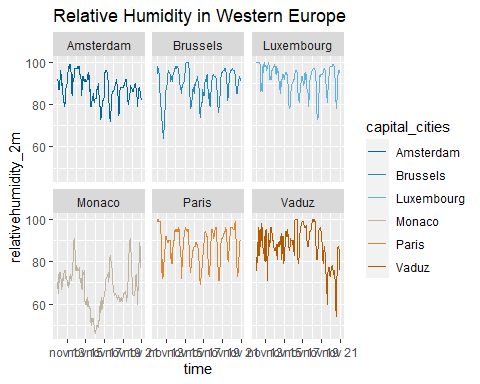 Relative Humidity in Western Europe
Amsterdam Brussels Luxembourg
100
80
60
Monaco Paris Vaduz
100
80
60
relativehumidity_2m
time
capital_cities
Amsterdam
Brussels
Luxembourg
Monaco
Paris
Vaduz